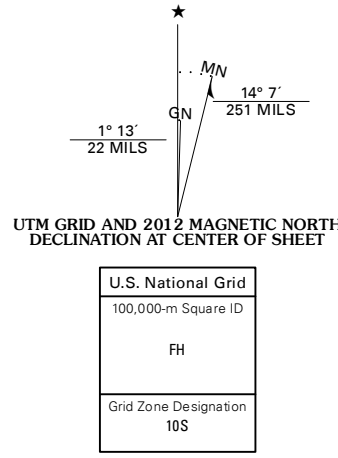 ★
MN
GN
14° 7´
251 MILS
1° 13´
22 MILS
UTM GRID AND 2012 MAGNETIC NORTH
DECLINATION AT CENTER OF SHEET
U.S. National Grid
100,000-m Square ID
FH
Grid Zone Designation
10S